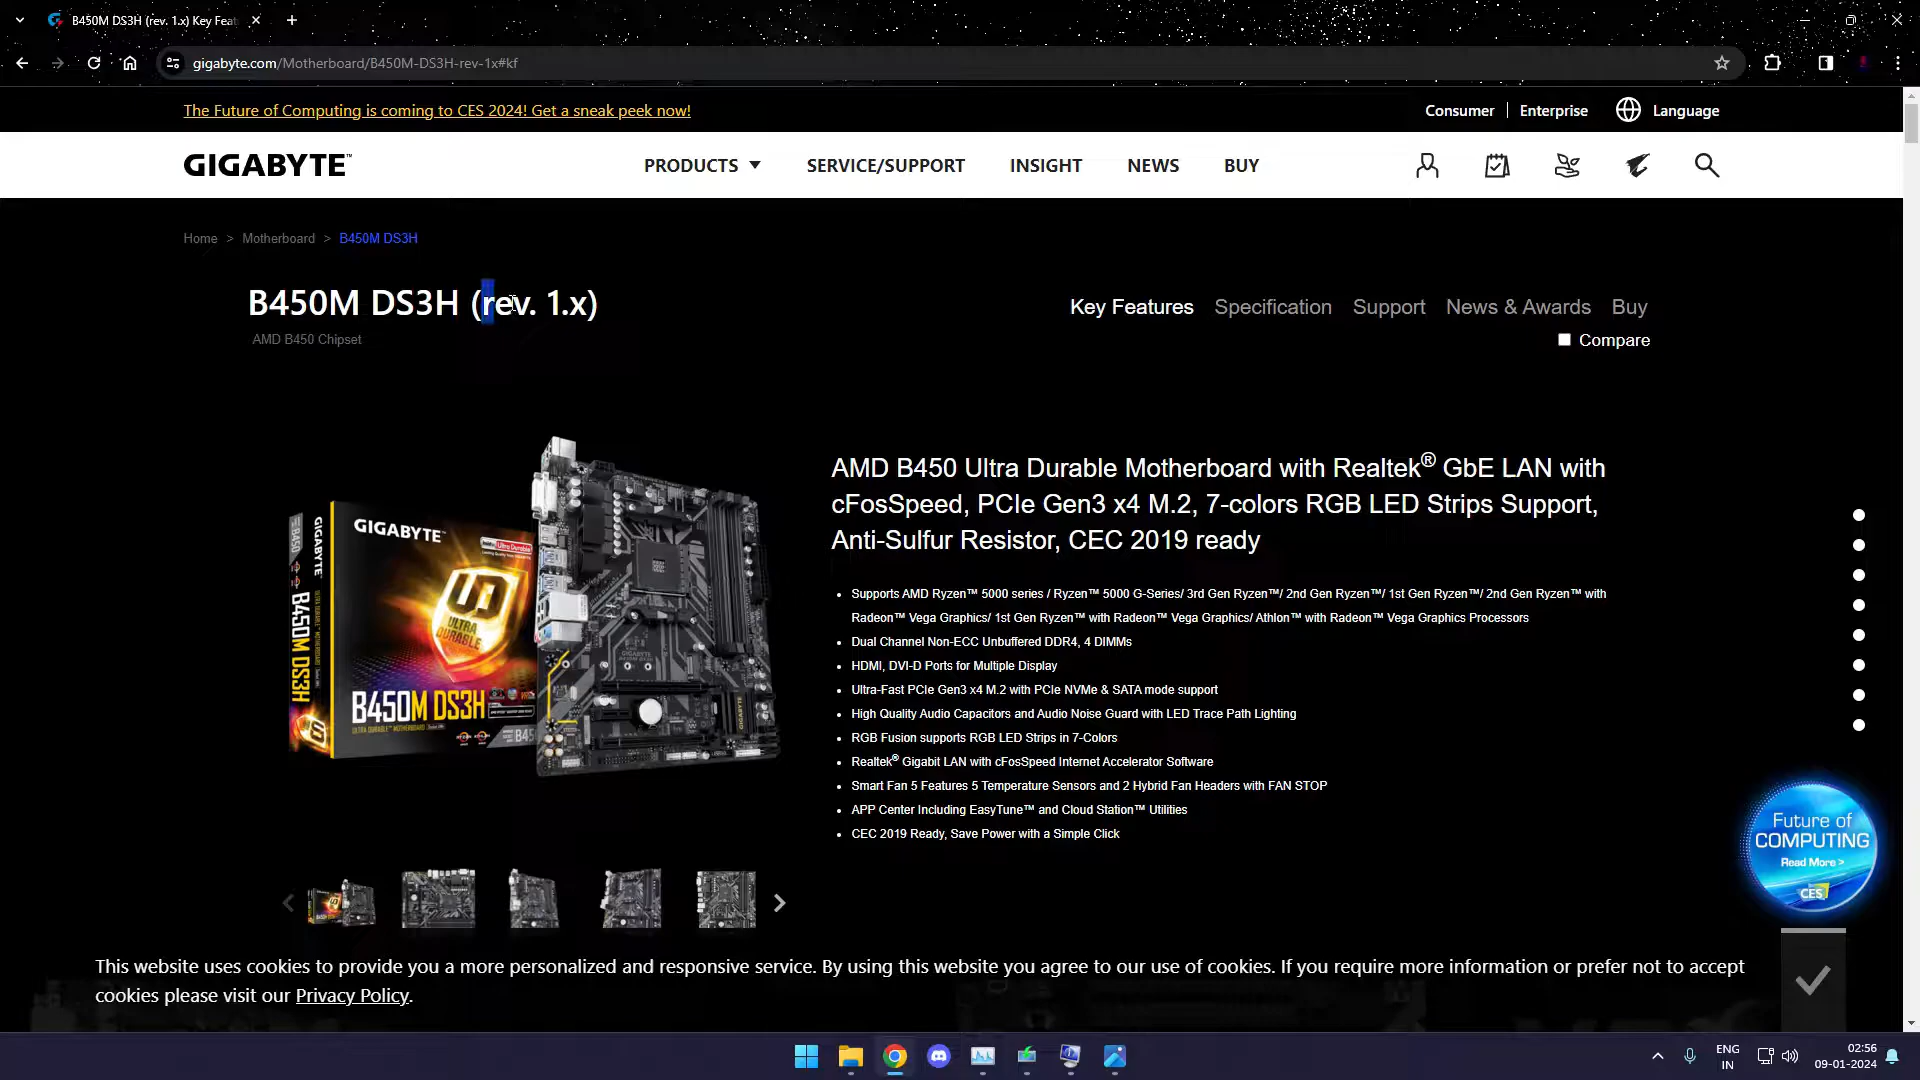 B450M DS3H (rev. 1.x) Key Feat
gigabyte.com/Motherboard/B450M-DS3H-rev-1x#kf
The Future of Computing is coming to CES 2024! Get a sneak peek now!
Consumer | Enterprise Language
GIGABYTE™
PRODUCTS SERVICE/SUPPORT INSIGHT NEWS BUY
Home > Motherboard > B450M DS3H
B450M DS3H (rev. 1.x)
AMD B450 Chipset
Key Features Specification Support News & Awards Buy
Compare
GIGABYTE™
Ultra Durable
GIGABYTE
B450
B450M DS3H
ULTRA DURABLE
B450M DS3H
GIGABYTE
AMD B450 Ultra Durable Motherboard with Realtek® GbE LAN with
cFosSpeed, PCIe Gen3 x4 M.2, 7-colors RGB LED Strips Support,
Anti-Sulfur Resistor, CEC 2019 ready
• Supports AMD Ryzen™ 5000 series / Ryzen™ 5000 G-Series/ 3rd Gen Ryzen™/ 2nd Gen Ryzen™/ 1st Gen Ryzen™/ 2nd Gen Ryzen™ with
Radeon™ Vega Graphics/ 1st Gen Ryzen™ with Radeon™ Vega Graphics/ Athlon™ with Radeon™ Vega Graphics Processors
• Dual Channel Non-ECC Unbuffered DDR4, 4 DIMMs
• HDMI, DVI-D Ports for Multiple Display
• Ultra-Fast PCIe Gen3 x4 M.2 with PCIe NVMe & SATA mode support
• High Quality Audio Capacitors and Audio Noise Guard with LED Trace Path Lighting
• RGB Fusion supports RGB LED Strips in 7-Colors
• Realtek® Gigabit LAN with cFosSpeed Internet Accelerator Software
• Smart Fan 5 Features 5 Temperature Sensors and 2 Hybrid Fan Headers with FAN STOP
• APP Center Including EasyTune™ and Cloud Station™ Utilities
• CEC 2019 Ready, Save Power with a Simple Click
Future of
COMPUTING
Read More >
CES
This website uses cookies to provide you a more personalized and responsive service. By using this website you agree to our use of cookies. If you require more information or prefer not to accept
cookies please visit our Privacy Policy.
ENG
IN
02:56
09-01-2024